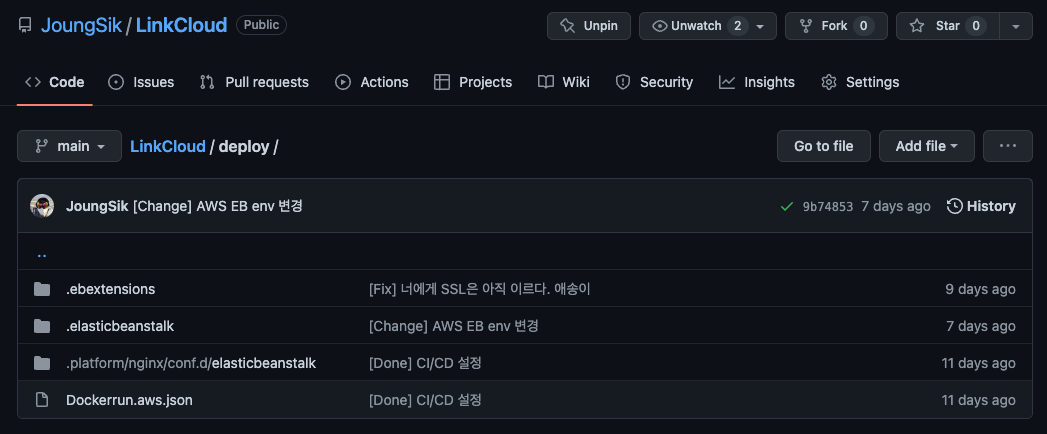 JoungSik / LinkCloud Public Unpin Unwatch 2 Fork 0 Star 0
Code Issues Pull requests Actions Projects Wiki Security Insights Settings
main LinkCloud / deploy / Go to file Add file ...
JoungSik [Change] AWS EB env 변경 9b74853 7 days ago History
..
.ebextensions [Fix] 너에게 SSL은 아직 이르다. 애송이 9 days ago
.elasticbeanstalk [Change] AWS EB env 변경 7 days ago
.platform/nginx/conf.d/elasticbeanstalk [Done] CI/CD 설정 11 days ago
Dockerrun.aws.json [Done] CI/CD 설정 11 days ago